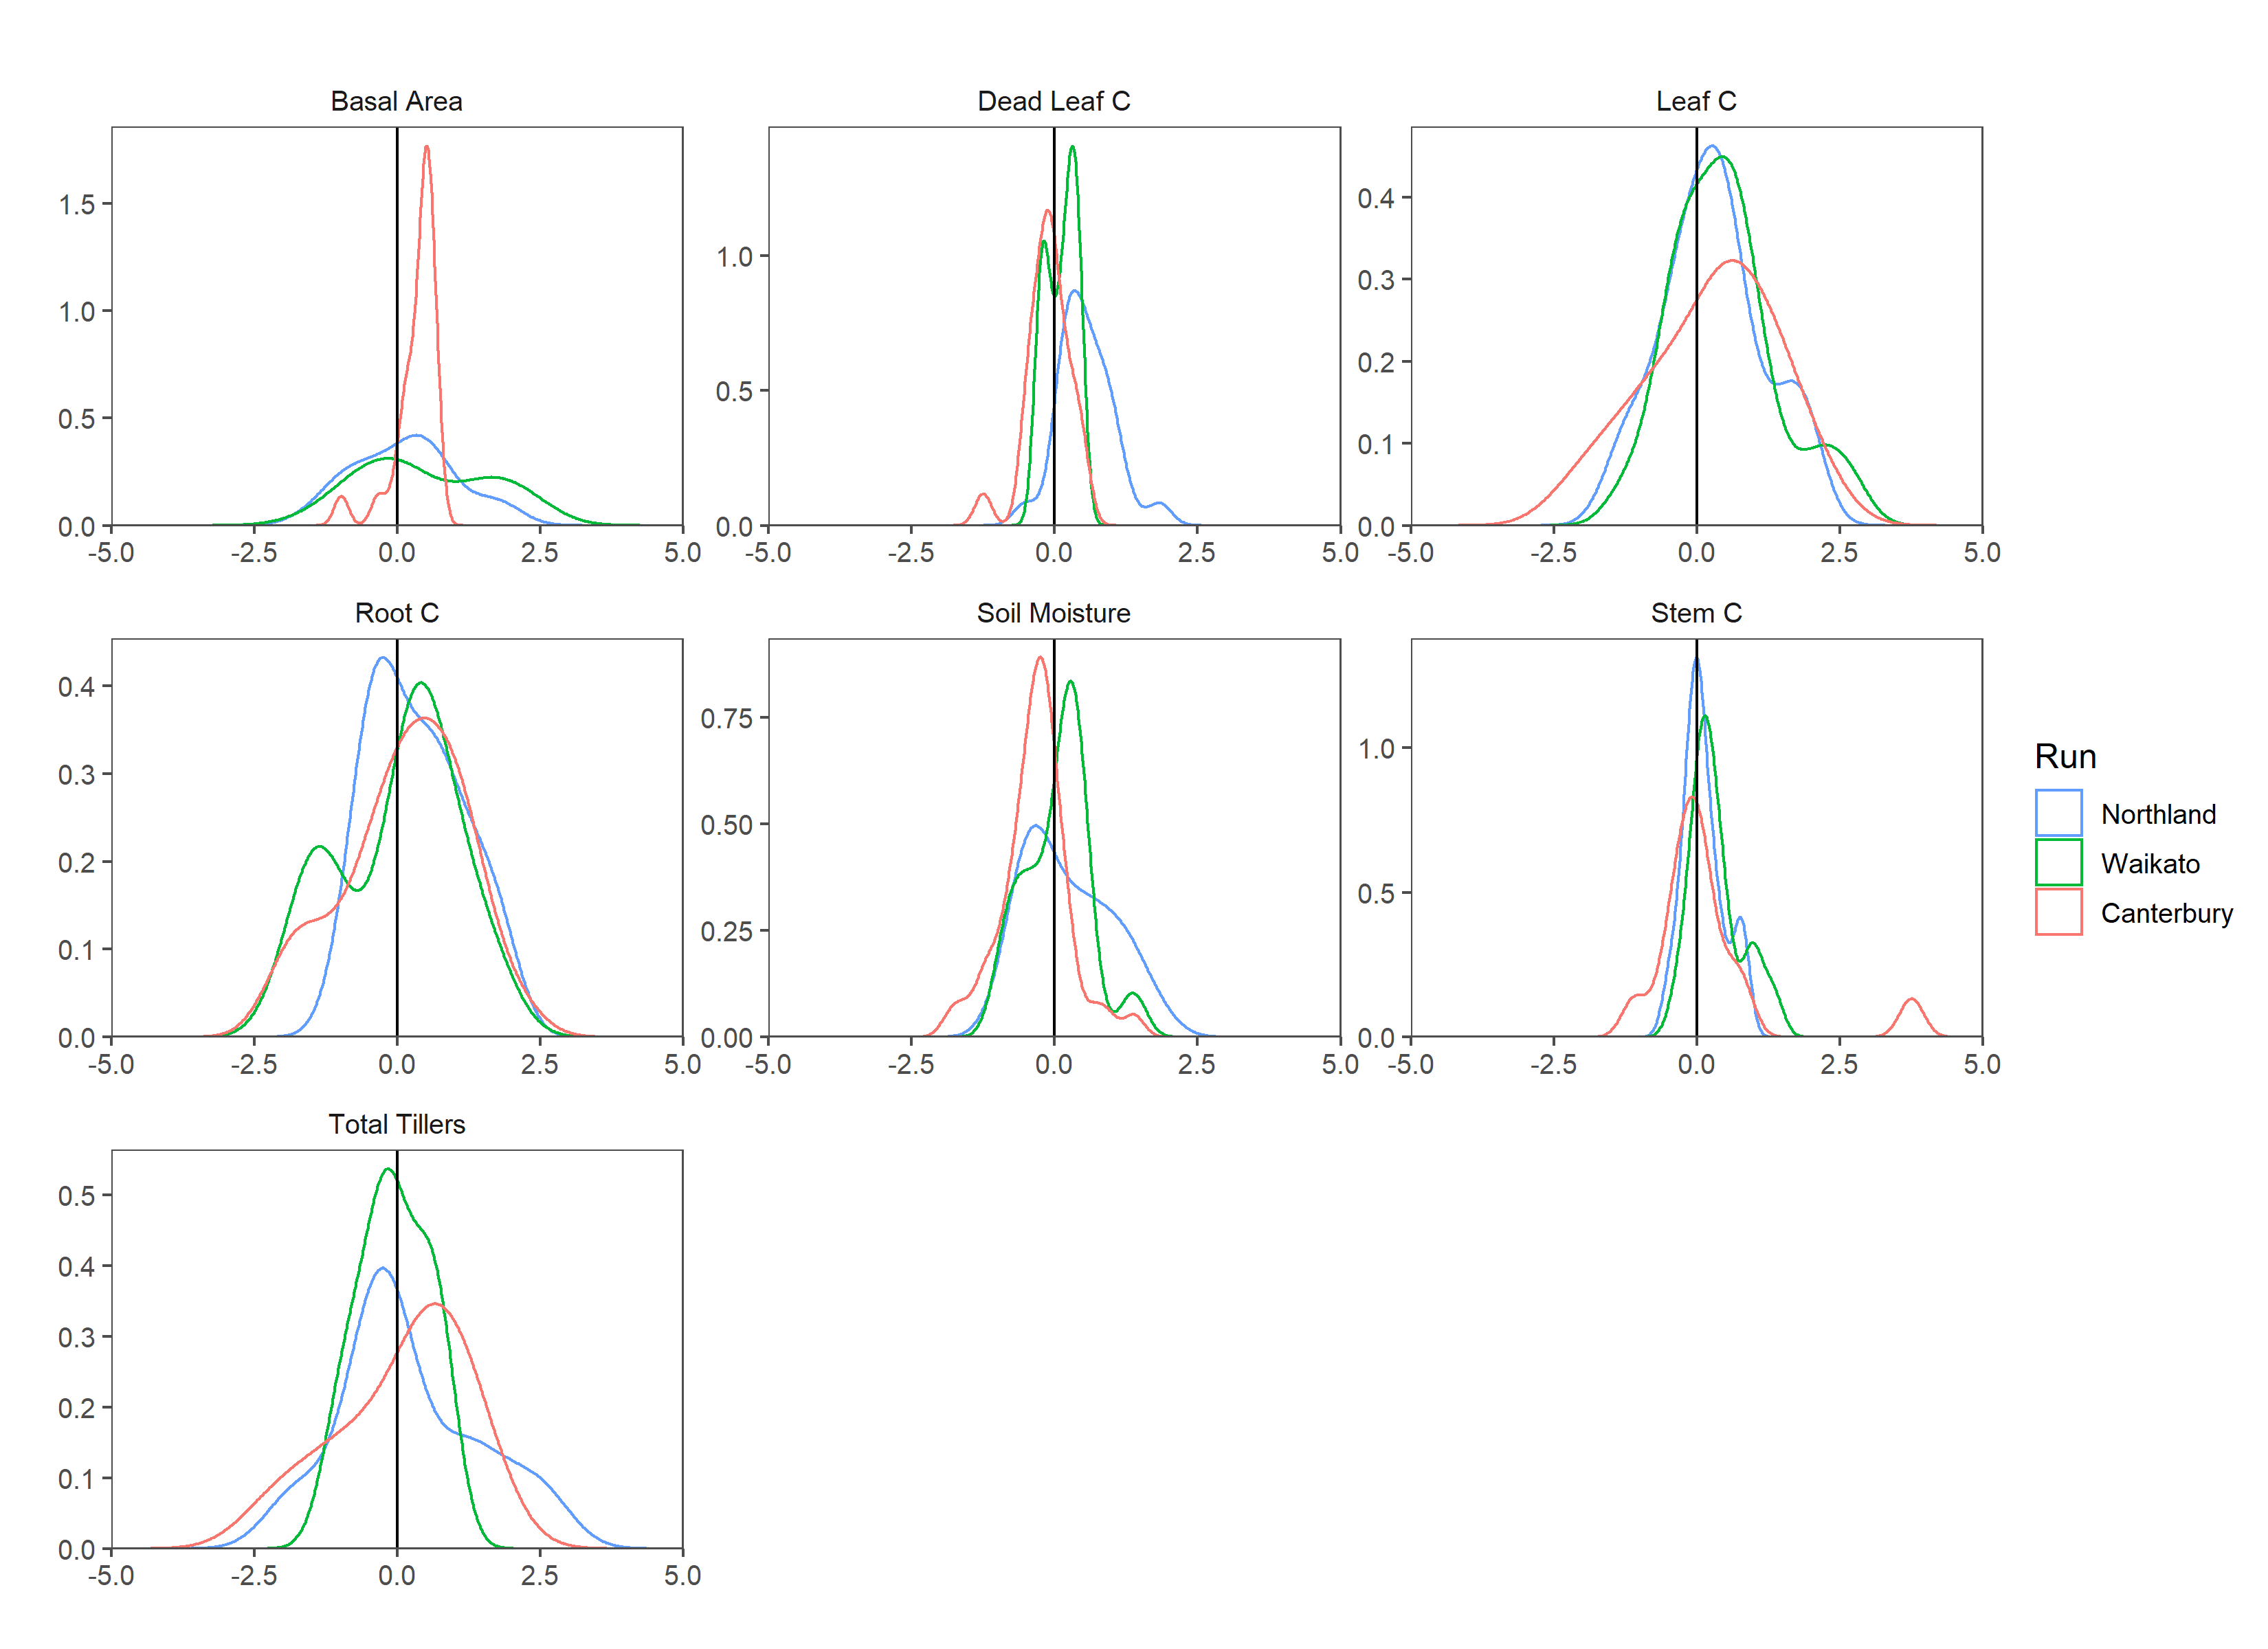 Basal Area
Dead Leaf C
Leaf C
1.5
1.0
0.5
0.0
-5.0 -2.5 0.0 2.5 5.0
1.0
0.5
0.0
-5.0 -2.5 0.0 2.5 5.0
0.4
0.3
0.2
0.1
0.0
-5.0 -2.5 0.0 2.5 5.0
Root C
Soil Moisture
Stem C
0.4
0.3
0.2
0.1
0.0
-5.0 -2.5 0.0 2.5 5.0
0.75
0.50
0.25
0.00
-5.0 -2.5 0.0 2.5 5.0
1.0
0.5
0.0
-5.0 -2.5 0.0 2.5 5.0
Total Tillers
0.5
0.4
0.3
0.2
0.1
0.0
-5.0 -2.5 0.0 2.5 5.0
Run
Northland
Waikato
Canterbury